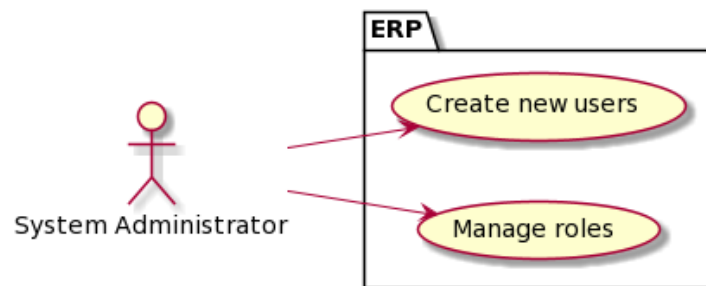 ERP
Create new users
System Administrator
Manage roles